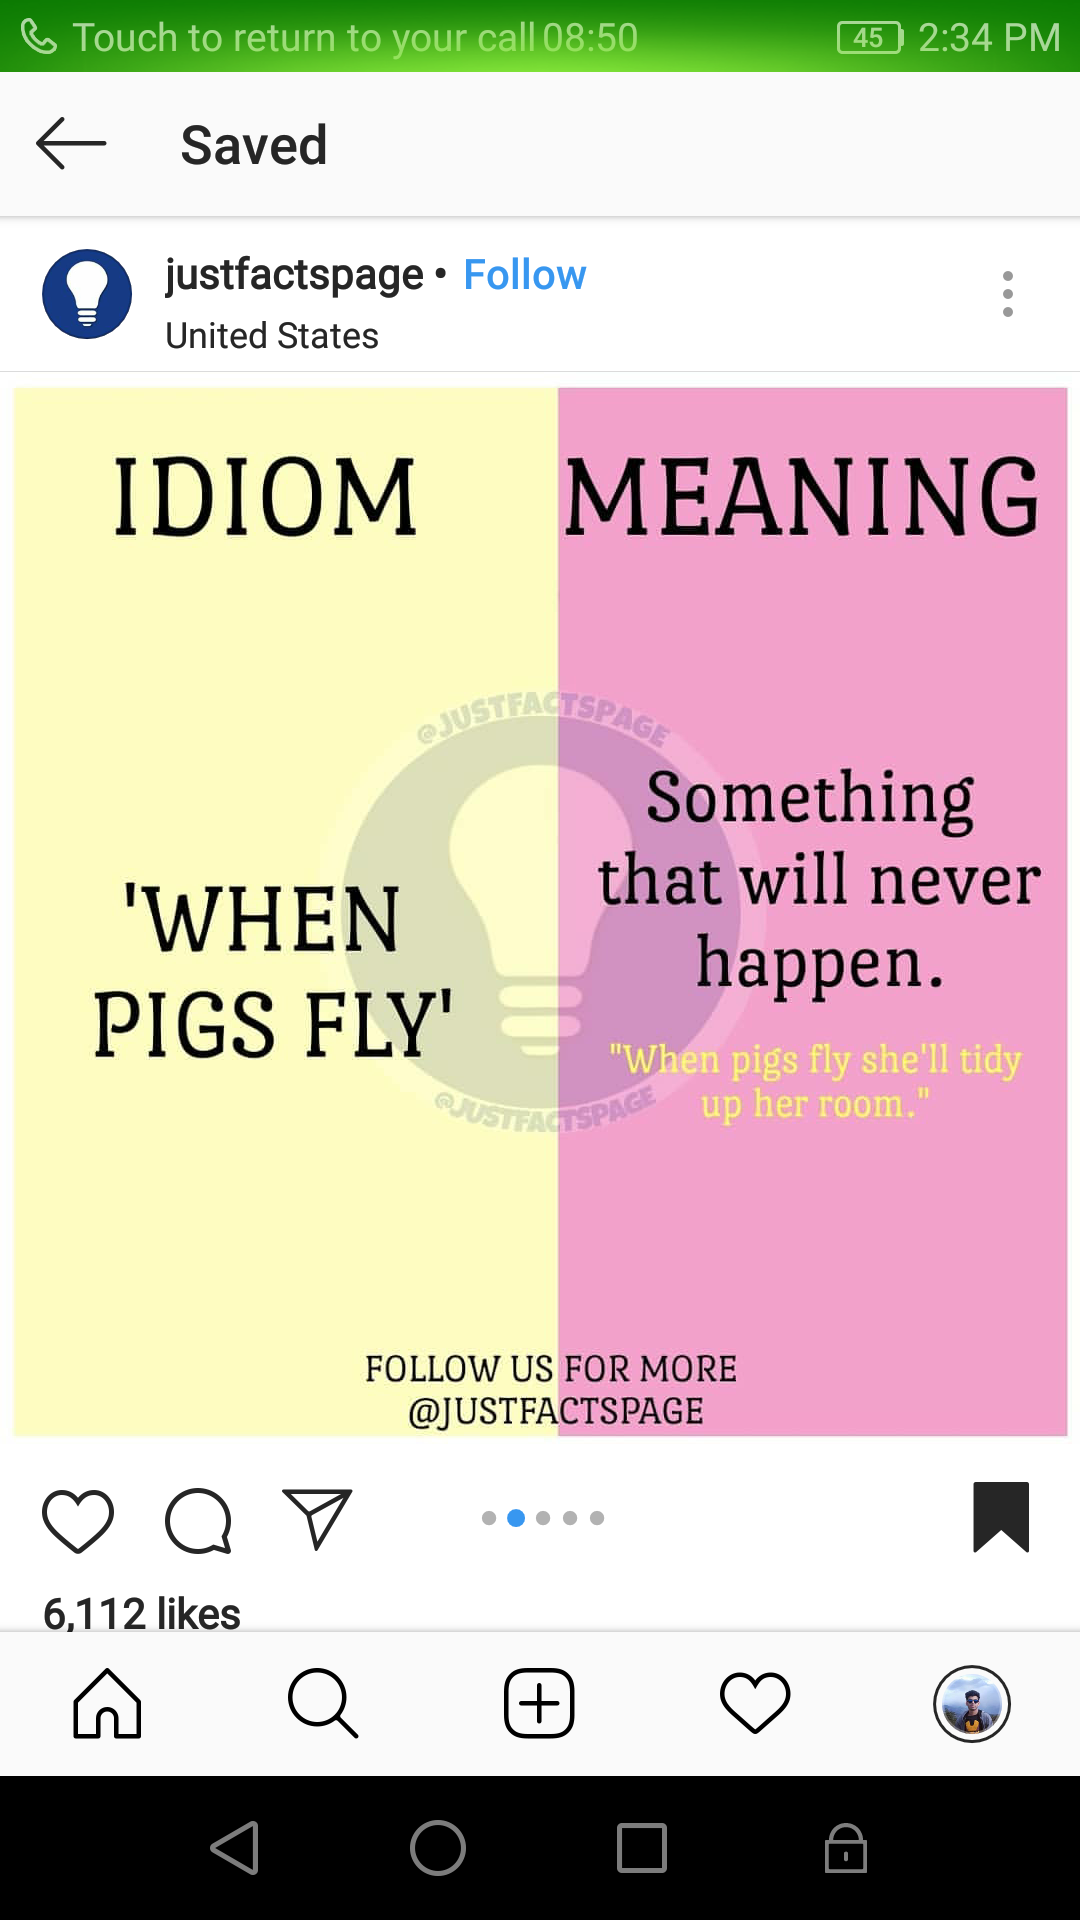 Touch to return to your call 08:50 45 2:34 PM
Saved
justfactspage • Follow
United States
IDIOM
MEANING
@JUSTFACTSPAGE
'WHEN
PIGS FLY'
Something
that will never
happen.
"When pigs fly she'll tidy
up her room."
@JUSTFACTSPAGE
FOLLOW US FOR MORE
@JUSTFACTSPAGE
6,112 likes